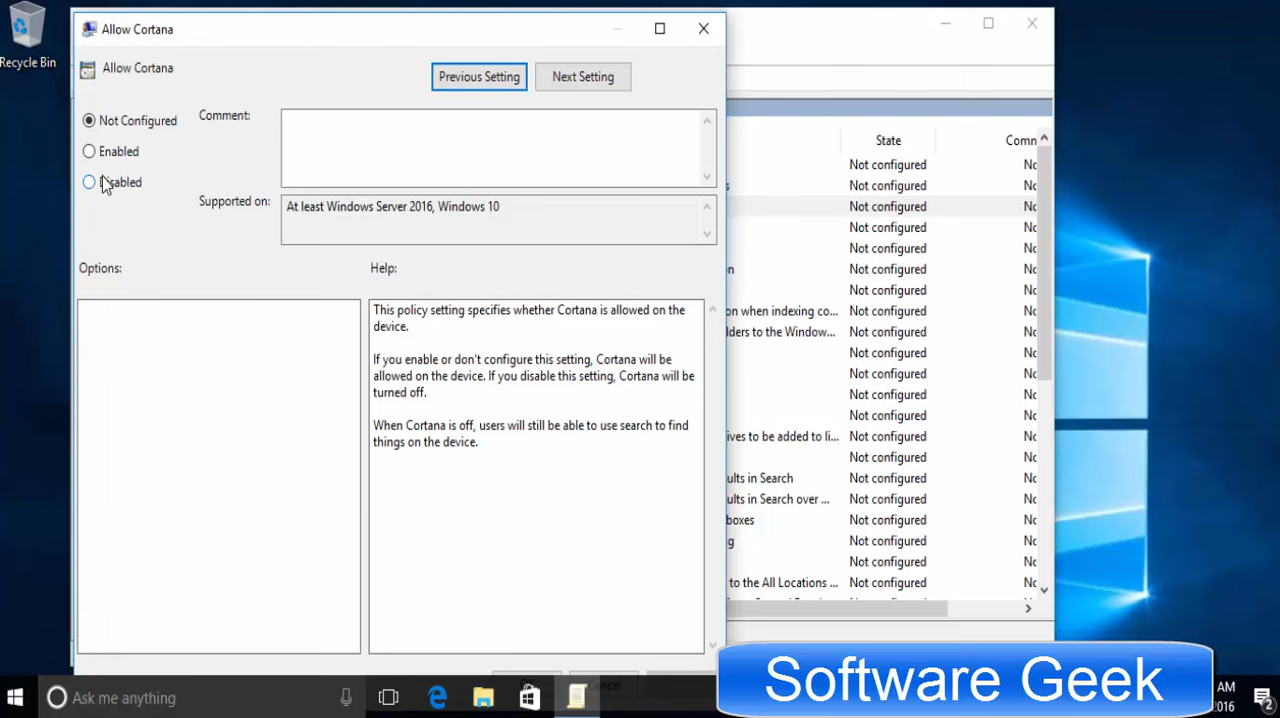 Recycle Bin
Allow Cortana
Allow Cortana
Previous Setting
Next Setting
Not Configured
Enabled
Comment:
Supported on:
At least Windows Server 2016, Windows 10
Options:
Help:
This policy setting specifies whether Cortana is allowed on the
device.
If you enable or don't configure this setting, Cortana will be
allowed on the device. If you disable this setting, Cortana will be
turned off.
When Cortana is off, users will still be able to use search to find
things on the device.
State
Not configured
Not configured
Not configured
Not configured
Not configured
Not configured
Not configured
on when indexing co... Not configured
lders to the Window... Not configured
Not configured
Not configured
Not configured
ives to be added to li... Not configured
Not configured
ults in Search Not configured
ults in Search over ... Not configured
boxes Not configured
Not configured
Not configured
to the All Locations ... Not configured
Software Geek
Ask me anything
AM
2016
2